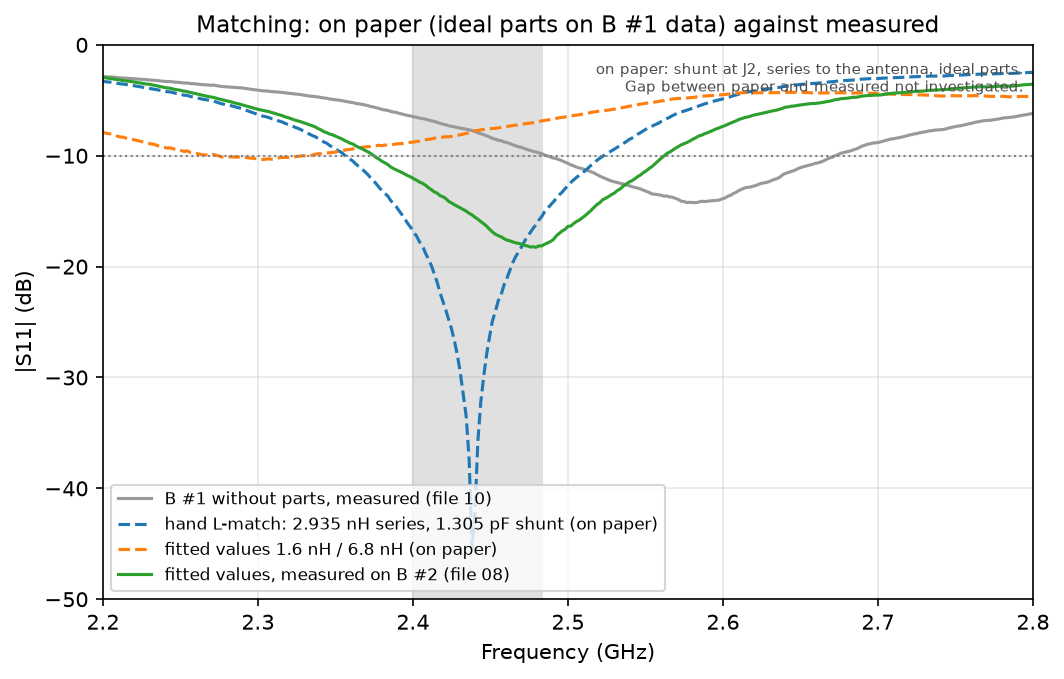 Matching: on paper (ideal parts on B #1 data) against measured
on paper: shunt at J2, series to the antenna, ideal parts.
Gap between paper and measured not investigated.
|S11| (dB)
0
−10
−20
−30
−40
−50
B #1 without parts, measured (file 10)
hand L-match: 2.935 nH series, 1.305 pF shunt (on paper)
fitted values 1.6 nH / 6.8 nH (on paper)
fitted values, measured on B #2 (file 08)
2.2 2.3 2.4 2.5 2.6 2.7 2.8
Frequency (GHz)